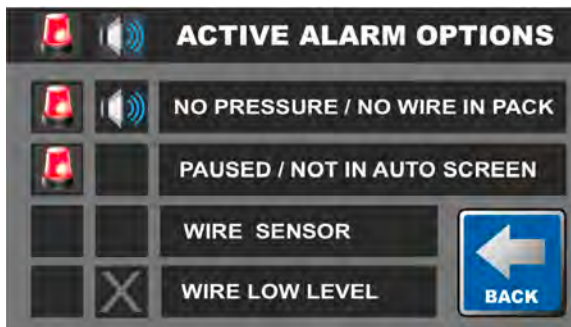 ACTIVE ALARM OPTIONS
NO PRESSURE / NO WIRE IN PACK
PAUSED / NOT IN AUTO SCREEN
WIRE SENSOR
WIRE LOW LEVEL
BACK